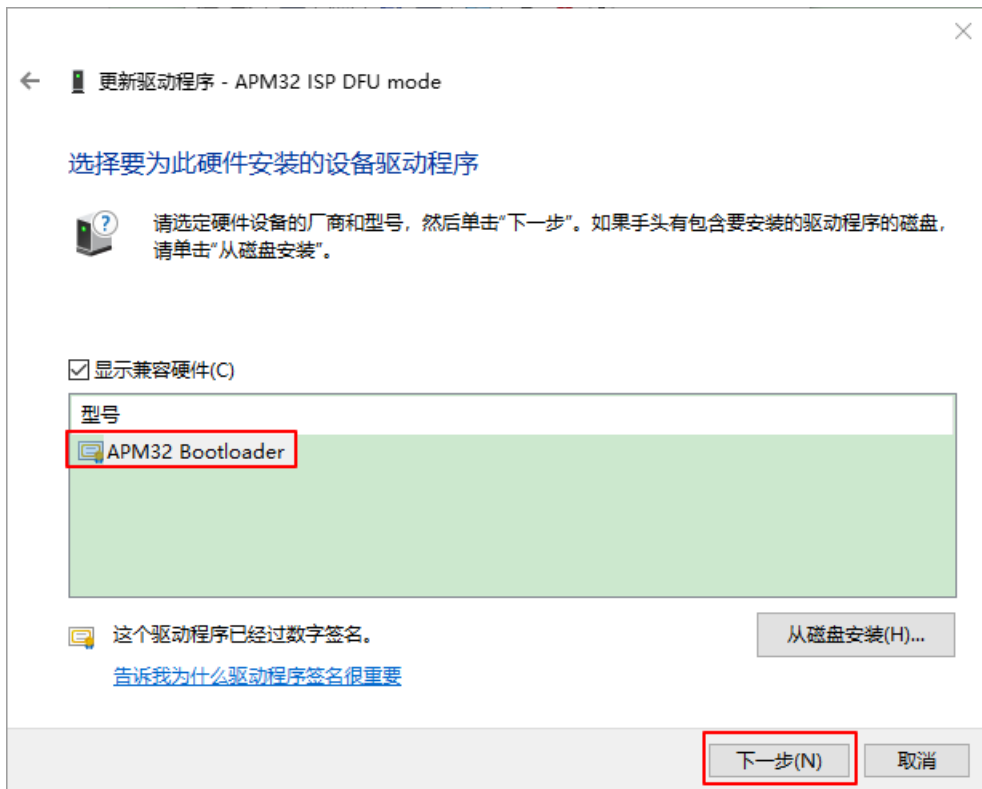 更新驱动程序 - APM32 ISP DFU mode
选择要为此硬件安装的设备驱动程序
请选定硬件设备的厂商和型号，然后单击“下一步”。如果手头有包含要安装的驱动程序的磁盘，
请单击“从磁盘安装”。
显示兼容硬件(C)
型号
APM32 Bootloader
这个驱动程序已经过数字签名。
从磁盘安装(H)...
告诉我为什么驱动程序签名很重要
下一步(N)
取消